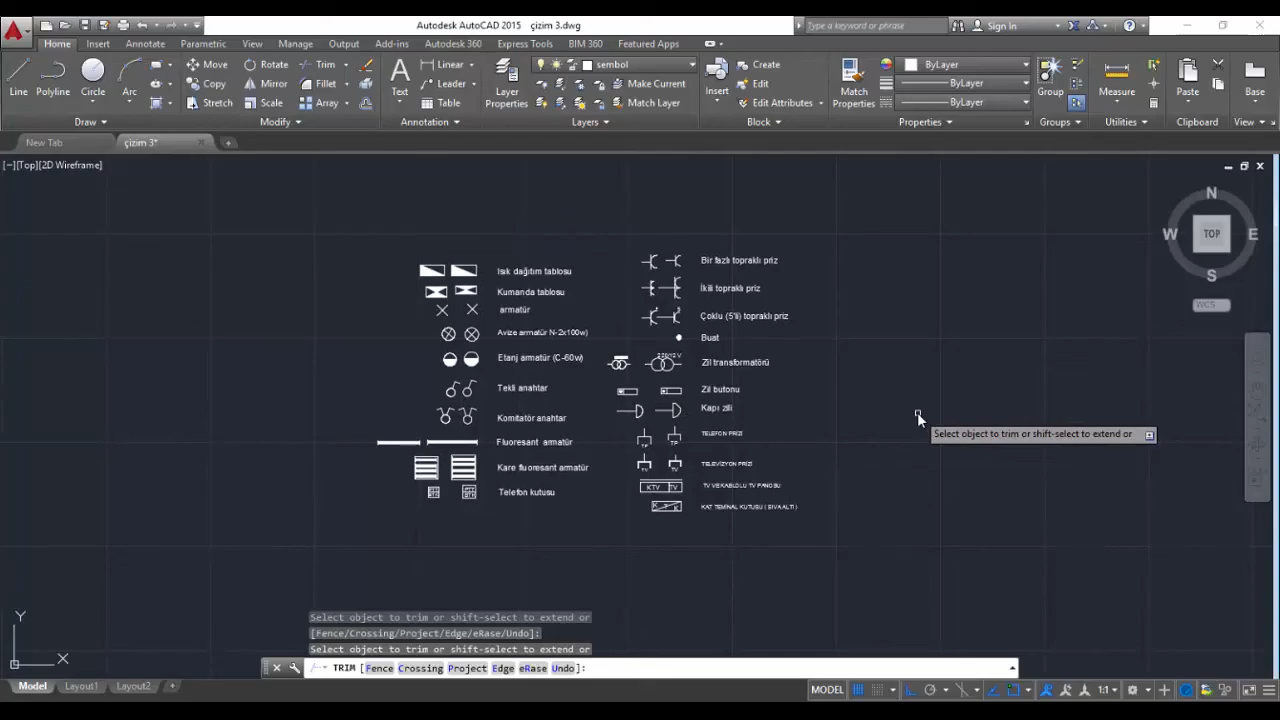 Autodesk AutoCAD 2015 çizim 3.dwg
Type a keyword or phrase
Sign In
Home Insert Annotate Parametric View Manage Output Add-ins Autodesk 360 Express Tools BIM 360 Featured Apps
Line Polyline Circle Arc
Draw
Move Rotate Trim
Copy Mirror Fillet
Stretch Scale Array
Modify
Text
Linear
Leader
Table
Annotation
Layer Properties
sembol
Make Current
Match Layer
Layers
Insert
Create
Edit
Edit Attributes
Block
Match Properties
ByLayer
ByLayer
ByLayer
Properties
Group
Groups
Measure
Utilities
Paste
Clipboard
Base
View
New Tab çizim 3*
[−][Top][2D Wireframe]
N
W TOP E
S
WCS
Isık dağıtım tablosu
Kumanda tablosu
armatür
Avize armatür N-2x100w)
Etanj armatür (C-60w)
Tekli anahtar
Komitatör anahtar
Fluoresant armatür
Kare fluoresant armatür
Telefon kutusu
Bir fazlı topraklı priz
İkili topraklı priz
Çoklu (5'li) topraklı priz
Buat
Zil transformatörü
Zil butonu
Kapı zili
TP TP TELEFON PRİZİ
TV TV TELEVİZYON PRİZİ
KTV TV TV VE KABLOLU TV PANOSU
K T K KAT TEMİNAL KUTUSU ( SIVA ALTI )
Select object to trim or shift-select to extend or
Y
X
Select object to trim or shift-select to extend or
[Fence/Crossing/Project/Edge/eRase/Undo]:
Select object to trim or shift-select to extend or
TRIM [Fence Crossing Project Edge eRase Undo]:
Model Layout1 Layout2 +
MODEL 1:1